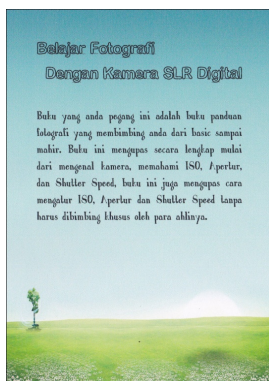 Belajar Fotografi
Dengan Kamera SLR Digital
Buku yang anda pegang ini adalah buku panduan
fotografi yang membimbing anda dari basic sampai
mahir. Buku ini mengupas secara lengkap mulai
dari mengenal kamera, memahami ISO, Apertur,
dan Shutter Speed, buku ini juga mengupas cara
mengatur ISO, Apertur dan Shutter Speed tanpa
harus dibimbing khusus oleh para ahlinya.